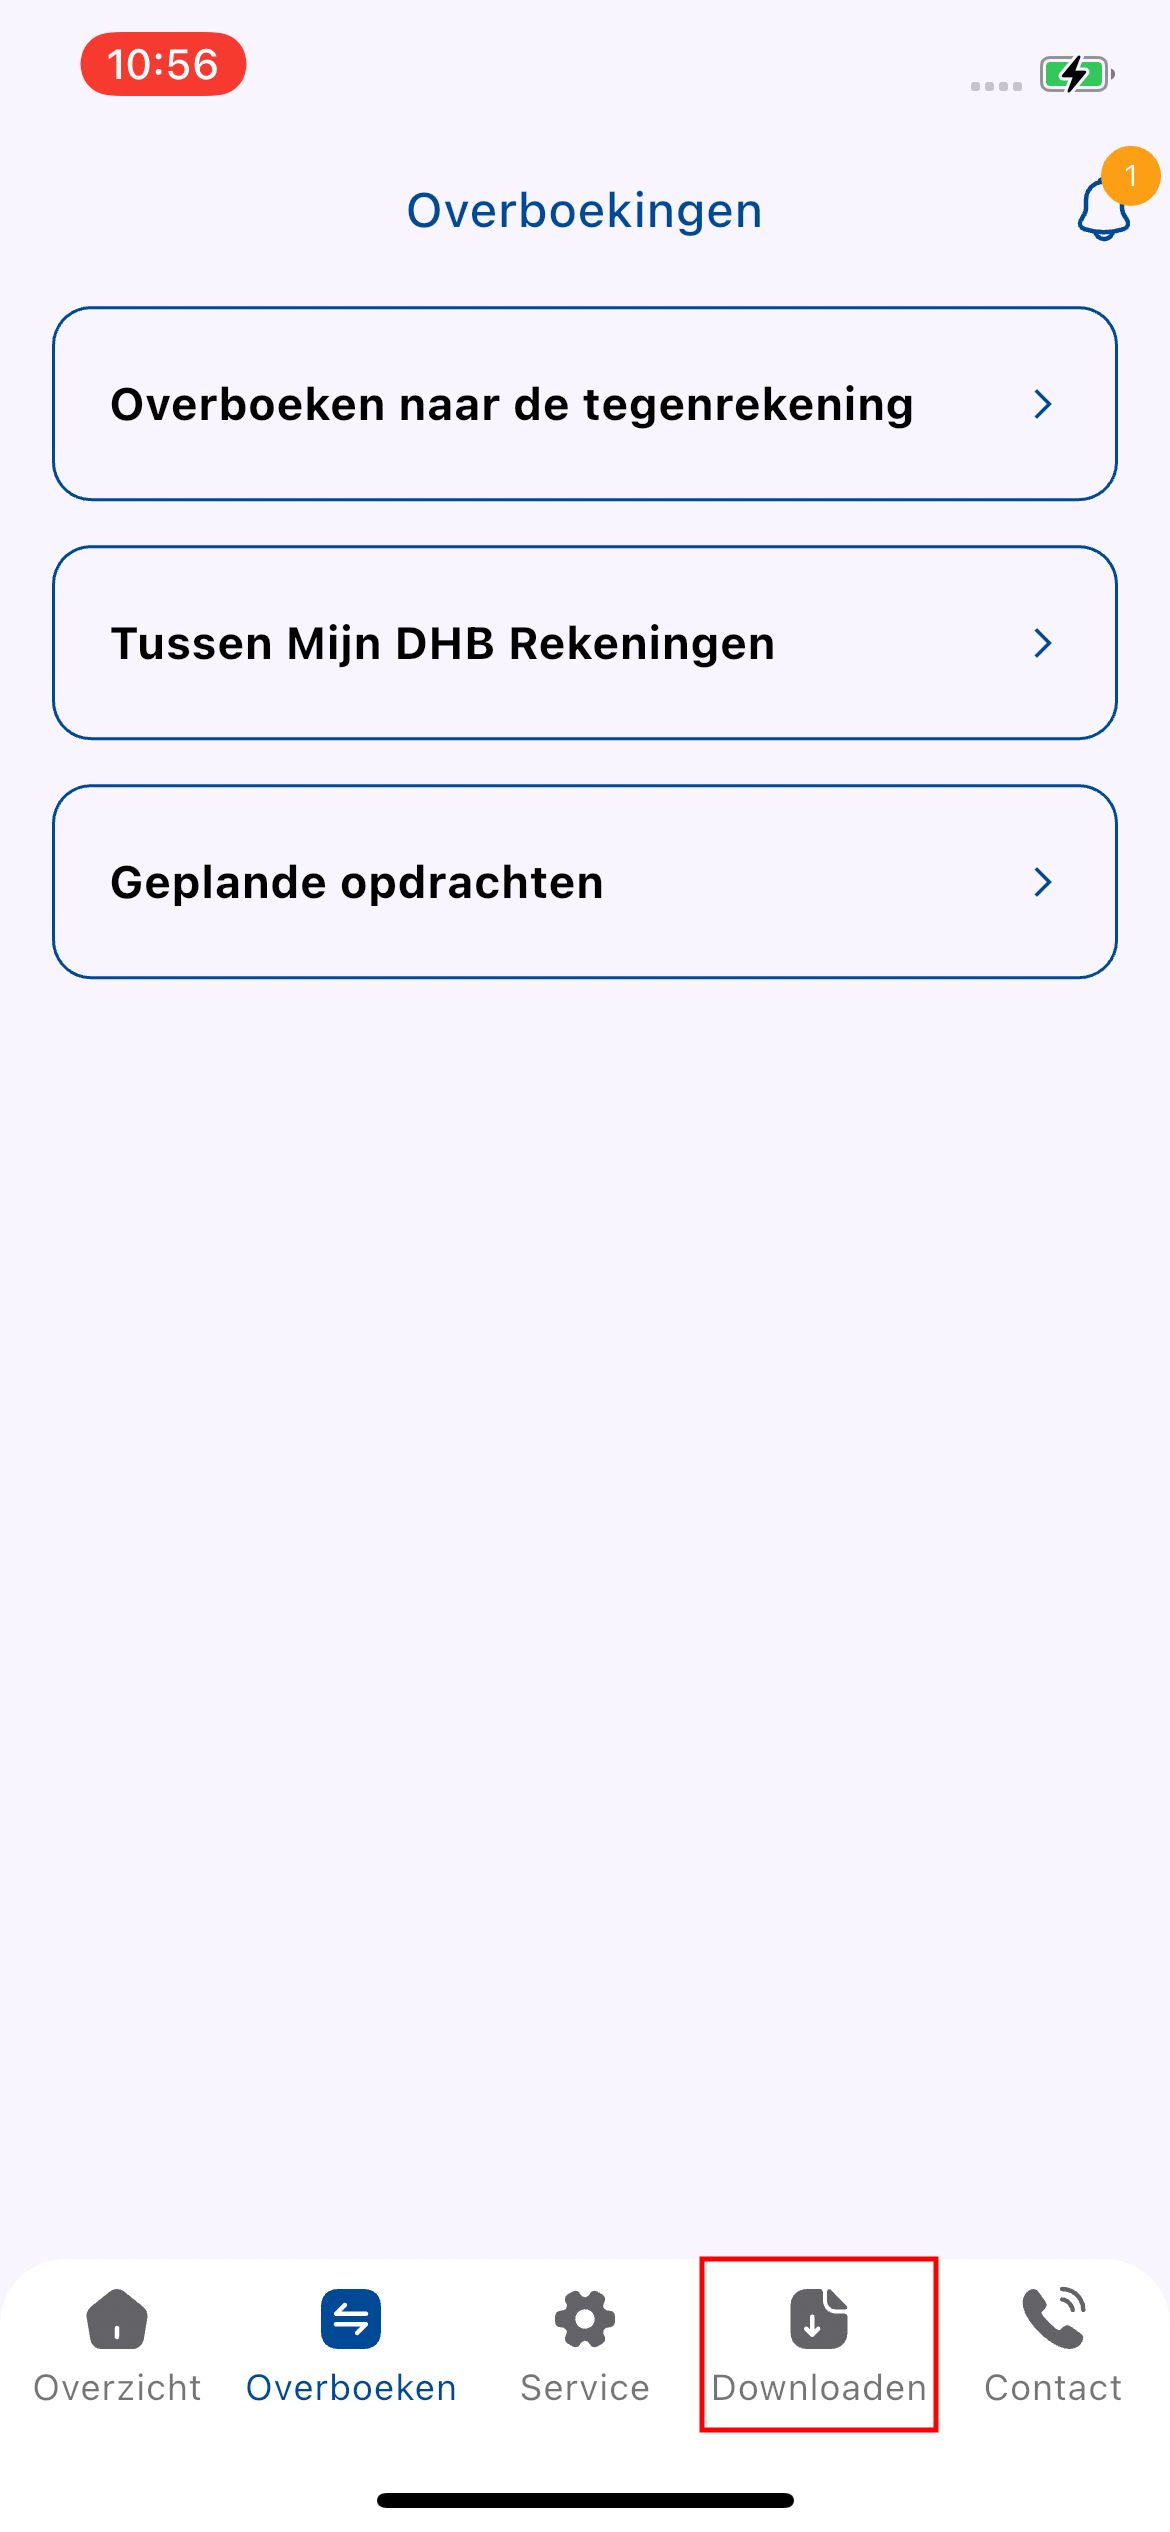 10:56
1
Overboekingen
Overboeken naar de tegenrekening
Tussen Mijn DHB Rekeningen
Geplande opdrachten
Overzicht Overboeken Service Downloaden Contact